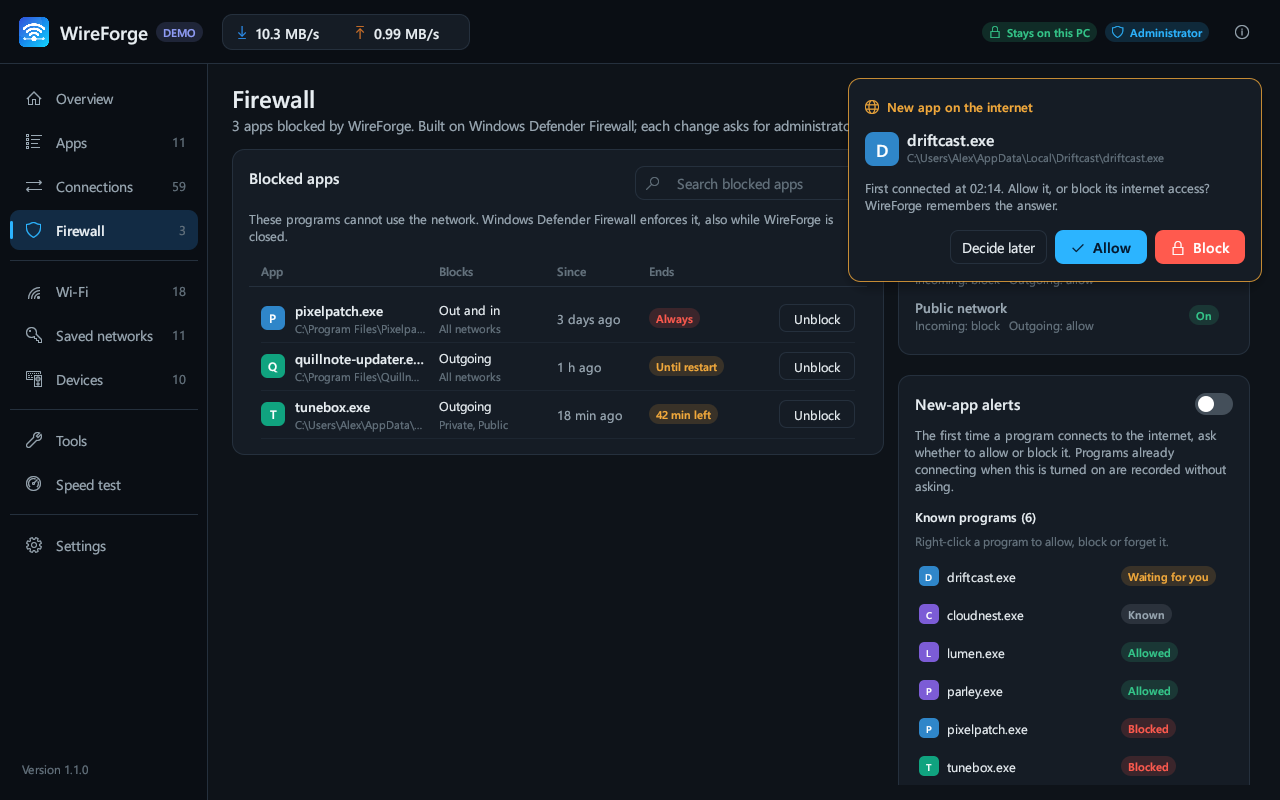 WireForge DEMO
10.3 MB/s 0.99 MB/s
Stays on this PC Administrator
Overview
Apps 11
Connections 59
Firewall 3
Wi-Fi 18
Saved networks 11
Devices 10
Tools
Speed test
Settings
Version 1.1.0
Firewall
3 apps blocked by WireForge. Built on Windows Defender Firewall; each change asks for
Blocked apps
Search blocked apps
These programs cannot use the network. Windows Defender Firewall enforces it, also while WireForge is
closed.
App Blocks Since Ends
P pixelpatch.exe Out and in 3 days ago Always Unblock
C:\Program Files\Pixelpa... All networks
Q quillnote-updater.e... Outgoing 1 h ago Until restart Unblock
C:\Program Files\Quilln... All networks
T tunebox.exe Outgoing 18 min ago 42 min left Unblock
C:\Users\Alex\AppData\... Private, Public
New app on the internet
D driftcast.exe
C:\Users\Alex\AppData\Local\Driftcast\driftcast.exe
First connected at 02:14. Allow it, or block its internet access?
WireForge remembers the answer.
Decide later Allow Block
Incoming: block Outgoing: allow
Public network On
Incoming: block Outgoing: allow
New-app alerts
The first time a program connects to the internet, ask
whether to allow or block it. Programs already
connecting when this is turned on are recorded without
asking.
Known programs (6)
Right-click a program to allow, block or forget it.
D driftcast.exe Waiting for you
C cloudnest.exe Known
L lumen.exe Allowed
P parley.exe Allowed
P pixelpatch.exe Blocked
T tunebox.exe Blocked